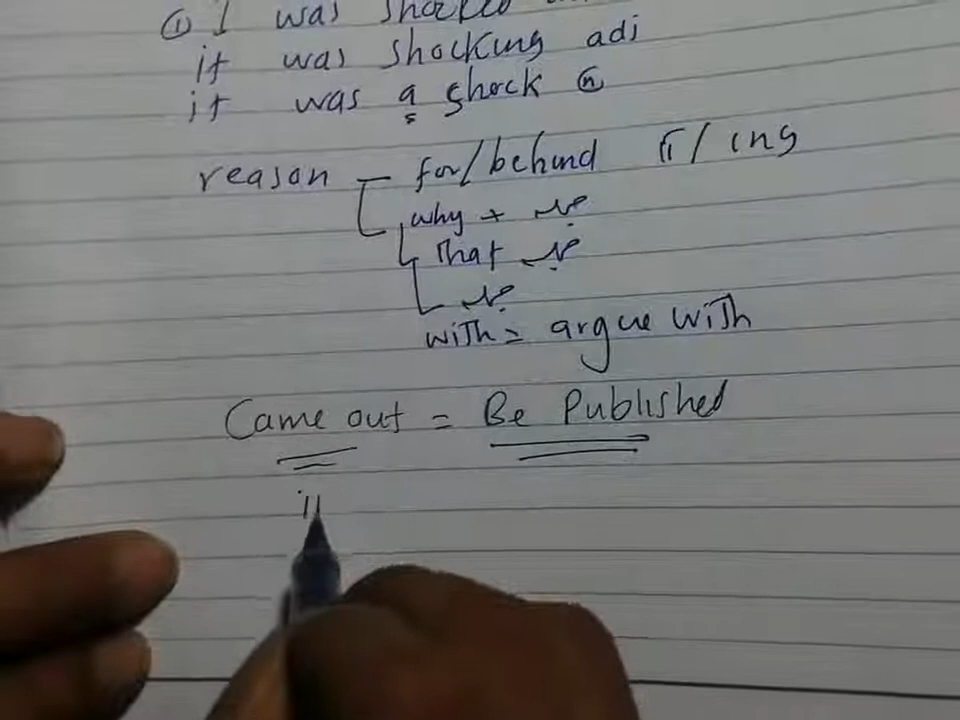 ① I was shocked
it was shocking adj
it was a shock ⓝ
reason for/behind / ing
why +
that
with = argue with
Came out = Be Published